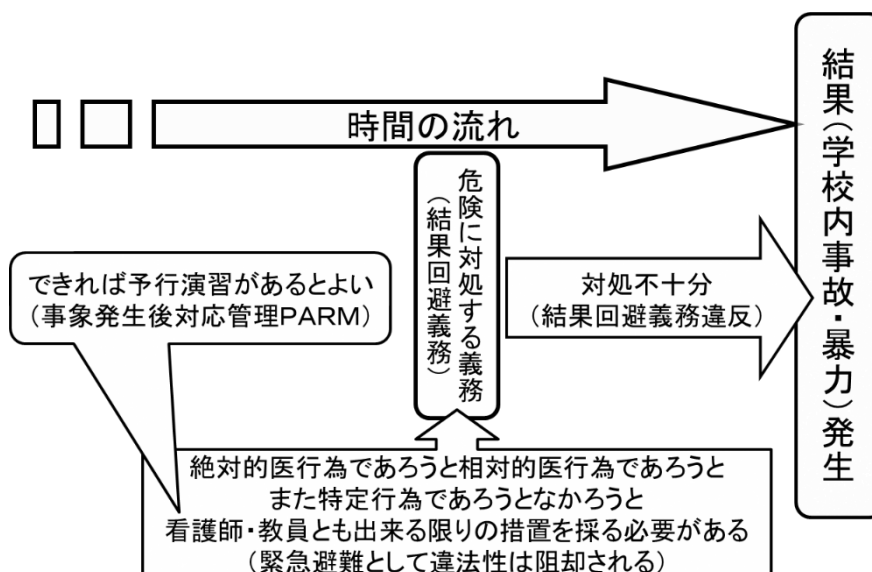 時間の流れ
結果（学校内事故・暴力）発生
危険に対処する義務
（結果回避義務）
できれば予行演習があるとよい
（事象発生後対応管理PARM）
対処不十分
（結果回避義務違反）
絶対的医行為であろうと相対的医行為であろうと
また特定行為であろうとなかろうと
看護師・教員とも出来る限りの措置を採る必要がある
（緊急避難として違法性は阻却される）